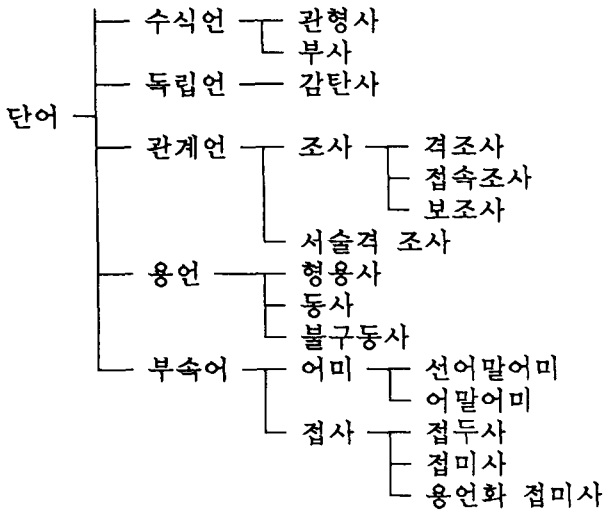 수식언 관형사
부사
독립언 감탄사
단어
관계언 조사 격조사
접속조사
보조사
서술격 조사
용언 형용사
동사
불구동사
부속어 어미 선어말어미
어말어미
접사 접두사
접미사
용언화 접미사